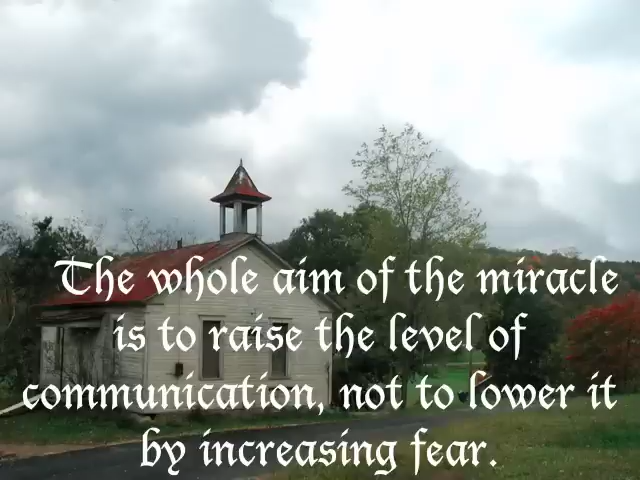 The whole aim of the miracle
is to raise the level of
communication, not to lower it
by increasing fear.